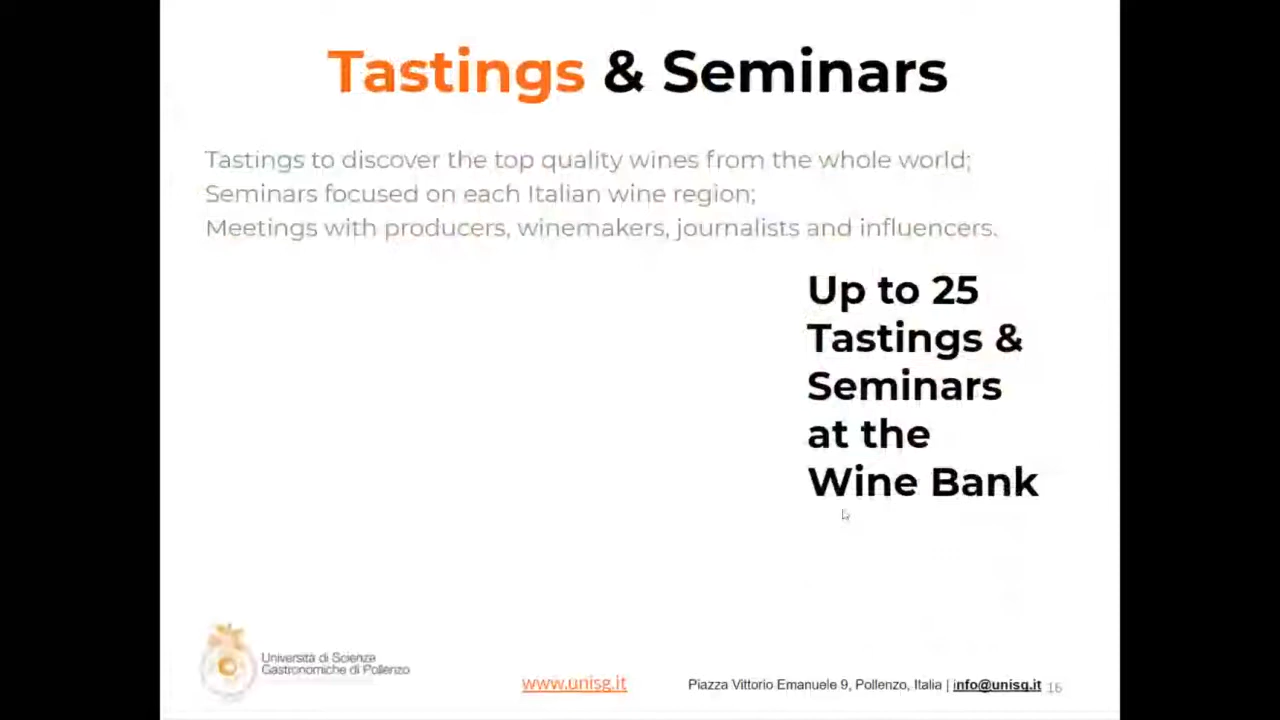 Tastings & Seminars
Tastings to discover the top quality wines from the whole world;
Seminars focused on each Italian wine region;
Meetings with producers, winemakers, journalists and influencers.
Up to 25
Tastings &
Seminars
at the
Wine Bank
Università di Scienze
Gastronomiche di Pollenzo
www.unisg.it
Piazza Vittorio Emanuele 9, Pollenzo, Italia | info@unisg.it 16